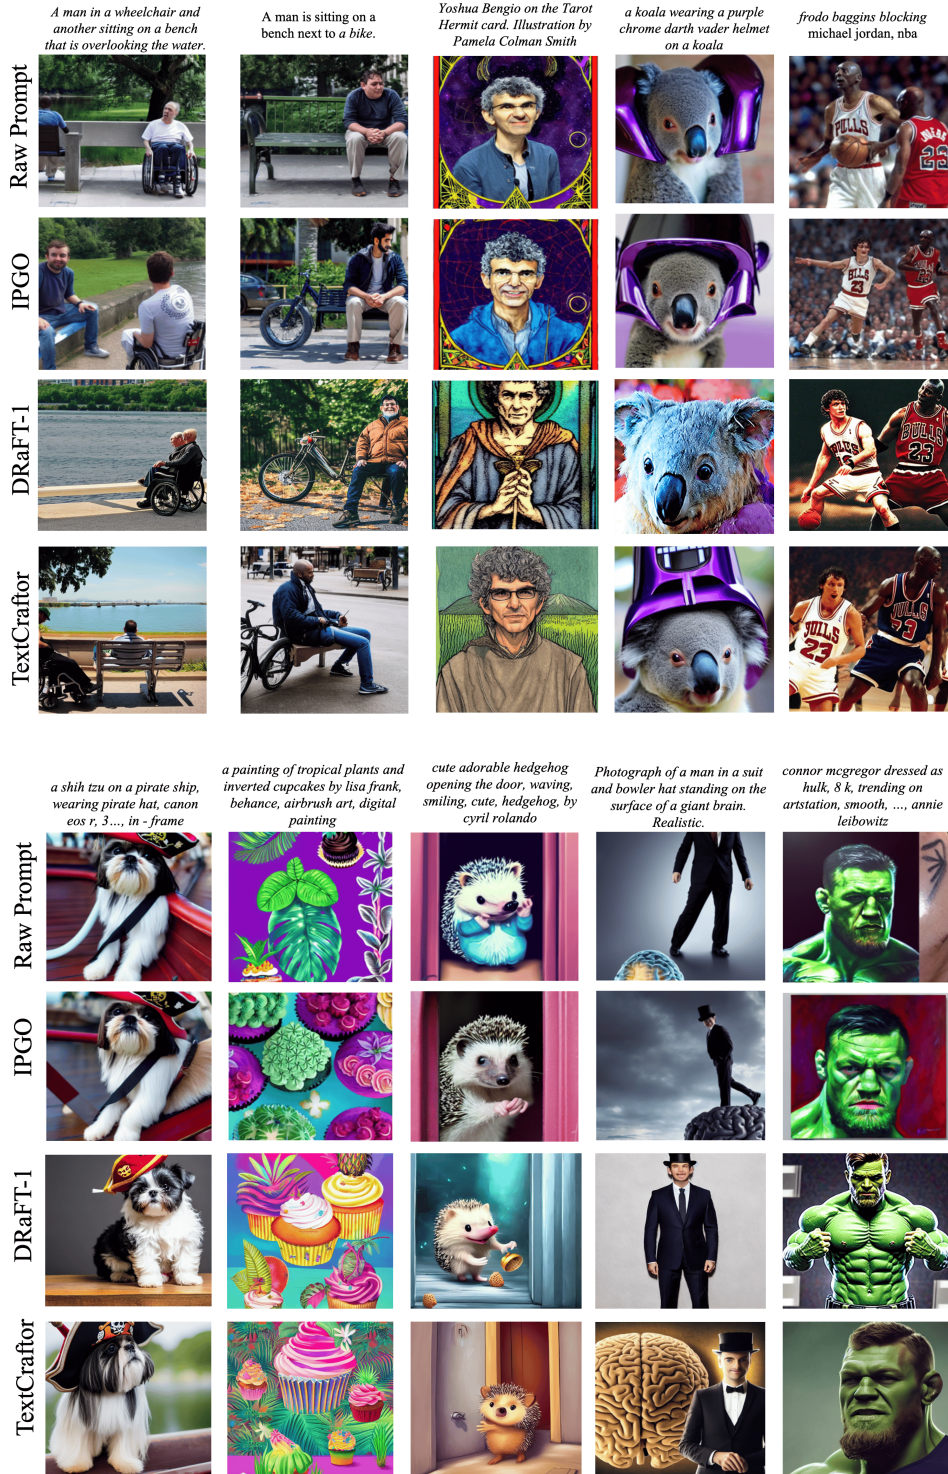 A man in a wheelchair and
another sitting on a bench
that is overlooking the water.
A man is sitting on a
bench next to a bike.
Yoshua Bengio on the Tarot
Hermit card. Illustration by
Pamela Colman Smith
a koala wearing a purple
chrome darth vader helmet
on a koala
frodo baggins blocking
michael jordan, nba
Raw Prompt
IPGO
BULLS
23
DRaFT-1
BULLS
23
TextCraftor
BULLS
23
a shih tzu on a pirate ship,
wearing pirate hat, canon
eos r, 3..., in - frame
a painting of tropical plants and
inverted cupcakes by lisa frank,
behance, airbrush art, digital
painting
cute adorable hedgehog
opening the door, waving,
smiling, cute, hedgehog, by
cyril rolando
Photograph of a man in a suit
and bowler hat standing on the
surface of a giant brain.
Realistic.
connor mcgregor dressed as
hulk, 8 k, trending on
artstation, smooth, ..., annie
leibowitz
Raw Prompt
IPGO
DRaFT-1
TextCraftor